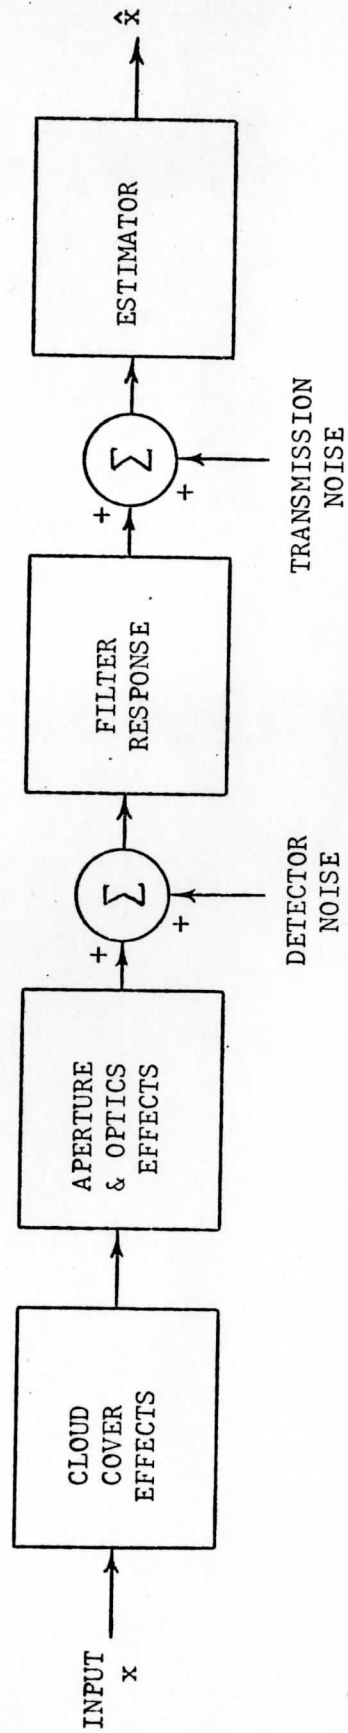 INPUT
x
CLOUD
COVER
EFFECTS
APERTURE
& OPTICS
EFFECTS
+
Σ
+
DETECTOR
NOISE
FILTER
RESPONSE
+
Σ
+
TRANSMISSION
NOISE
ESTIMATOR
x̂